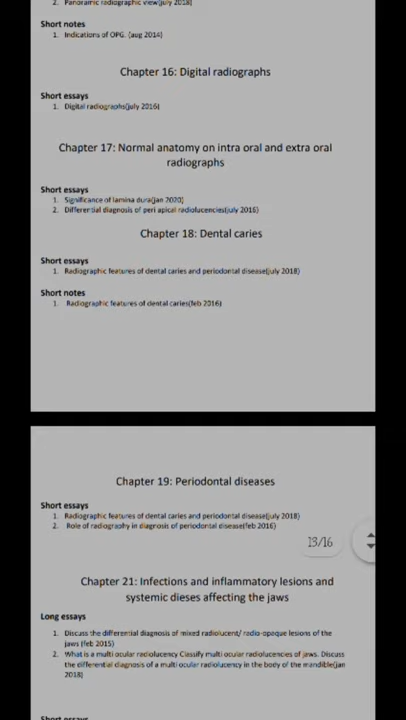 2. Panoramic radiographic view(july 2018)
Short notes
1. Indications of OPG. (aug 2014)
Chapter 16: Digital radiographs
Short essays
1. Digital radiographs(july 2016)
Chapter 17: Normal anatomy on intra oral and extra oral
radiographs
Short essays
1. Significance of lamina dura(jan 2020)
2. Differential diagnosis of peri apical radiolucencies(july 2016)
Chapter 18: Dental caries
Short essays
1. Radiographic features of dental caries and periodontal disease(july 2018)
Short notes
1. Radiographic features of dental caries(feb 2016)
Chapter 19: Periodontal diseases
Short essays
1. Radiographic features of dental caries and periodontal disease(july 2018)
2. Role of radiography in diagnosis of periodontal disease(feb 2016)
13/16
Chapter 21: Infections and inflammatory lesions and
systemic dieses affecting the jaws
Long essays
1. Discuss the differential diagnosis of mixed radiolucent/ radio-opaque lesions of the
jaws (feb 2015)
2. What is a multi ocular radiolucency Classify multi ocular radiolucencies of jaws. Discuss
the differential diagnosis of a multi ocular radiolucency in the body of the mandible(jan
2018)
Short essays